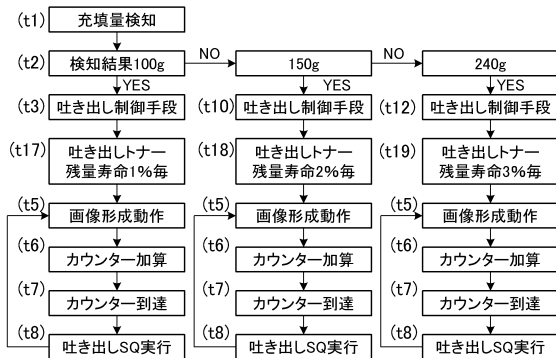 (t1) 充填量検知
(t2) 検知結果100g NO 150g NO 240g
YES YES YES
(t3) 吐き出し制御手段 (t10) 吐き出し制御手段 (t12) 吐き出し制御手段
(t17) 吐き出しトナー (t18) 吐き出しトナー (t19) 吐き出しトナー
残量寿命1%毎 残量寿命2%毎 残量寿命3%毎
(t5) 画像形成動作 (t5) 画像形成動作 (t5) 画像形成動作
(t6) カウンター加算 (t6) カウンター加算 (t6) カウンター加算
(t7) カウンター到達 (t7) カウンター到達 (t7) カウンター到達
(t8) 吐き出しSQ実行 (t8) 吐き出しSQ実行 (t8) 吐き出しSQ実行